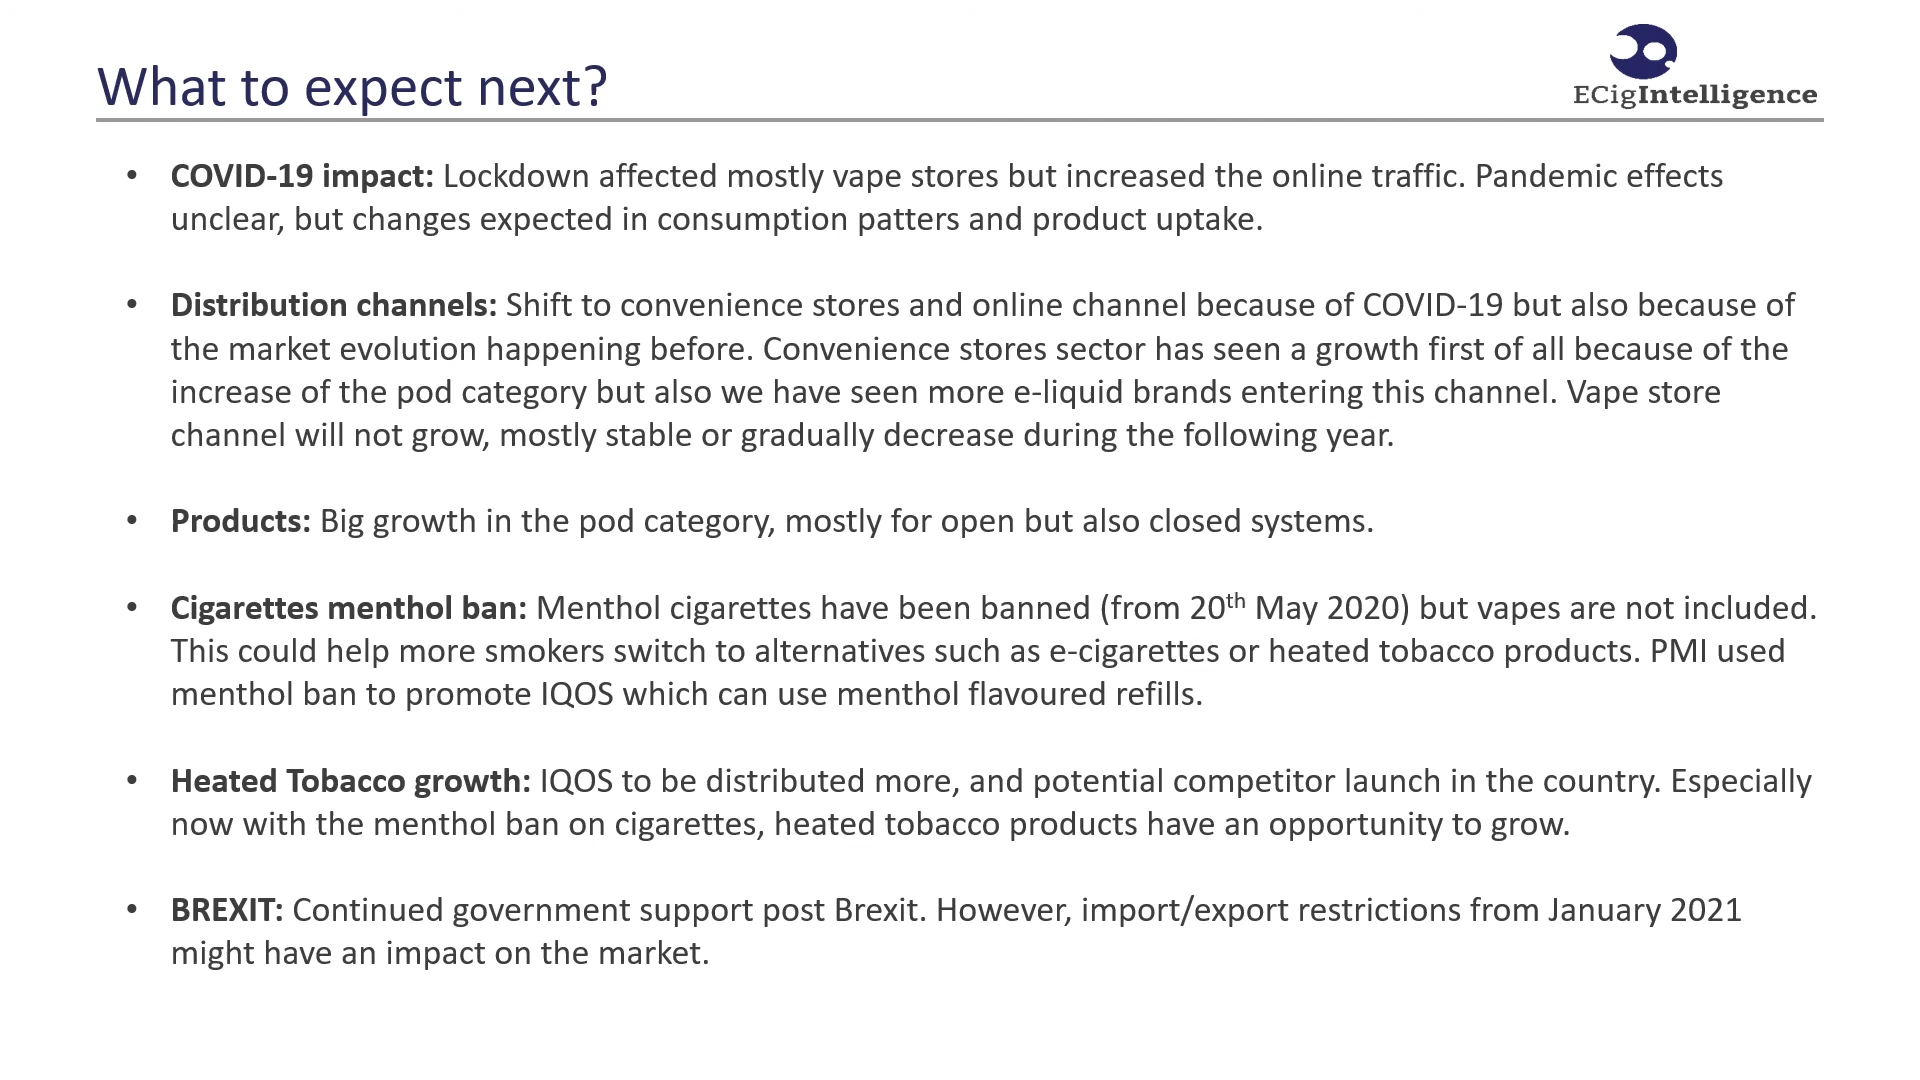 What to expect next?
ECigIntelligence
• COVID-19 impact: Lockdown affected mostly vape stores but increased the online traffic. Pandemic effects
unclear, but changes expected in consumption patters and product uptake.
• Distribution channels: Shift to convenience stores and online channel because of COVID-19 but also because of
the market evolution happening before. Convenience stores sector has seen a growth first of all because of the
increase of the pod category but also we have seen more e-liquid brands entering this channel. Vape store
channel will not grow, mostly stable or gradually decrease during the following year.
• Products: Big growth in the pod category, mostly for open but also closed systems.
• Cigarettes menthol ban: Menthol cigarettes have been banned (from 20th May 2020) but vapes are not included.
This could help more smokers switch to alternatives such as e-cigarettes or heated tobacco products. PMI used
menthol ban to promote IQOS which can use menthol flavoured refills.
• Heated Tobacco growth: IQOS to be distributed more, and potential competitor launch in the country. Especially
now with the menthol ban on cigarettes, heated tobacco products have an opportunity to grow.
• BREXIT: Continued government support post Brexit. However, import/export restrictions from January 2021
might have an impact on the market.